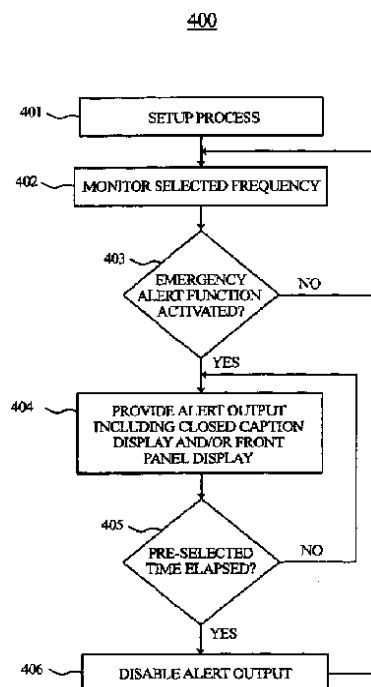 400
401
SETUP PROCESS
402
MONITOR SELECTED FREQUENCY
403
EMERGENCY
ALERT FUNCTION
ACTIVATED?
NO
YES
404
PROVIDE ALERT OUTPUT
INCLUDING CLOSED CAPTION
DISPLAY AND/OR FRONT
PANEL DISPLAY
405
PRE-SELECTED
TIME ELAPSED?
NO
YES
406
DISABLE ALERT OUTPUT